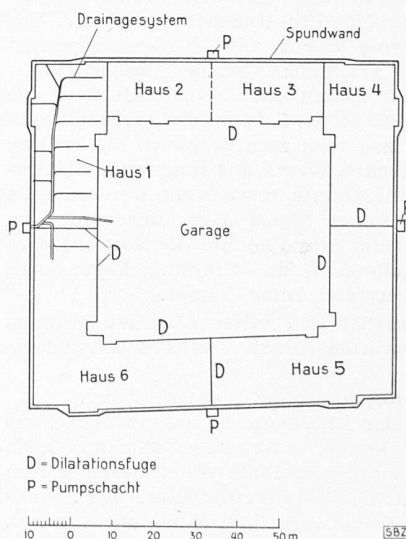 Drainagesystem
P
Spundwand
Haus 2
Haus 3
Haus 4
D
Haus 1
Garage
D
P
P
D
D
D
Haus 6
D
Haus 5
P
D = Dilatationsfuge
P = Pumpschacht
10 0 10 20 30 40 50 m
SBZ